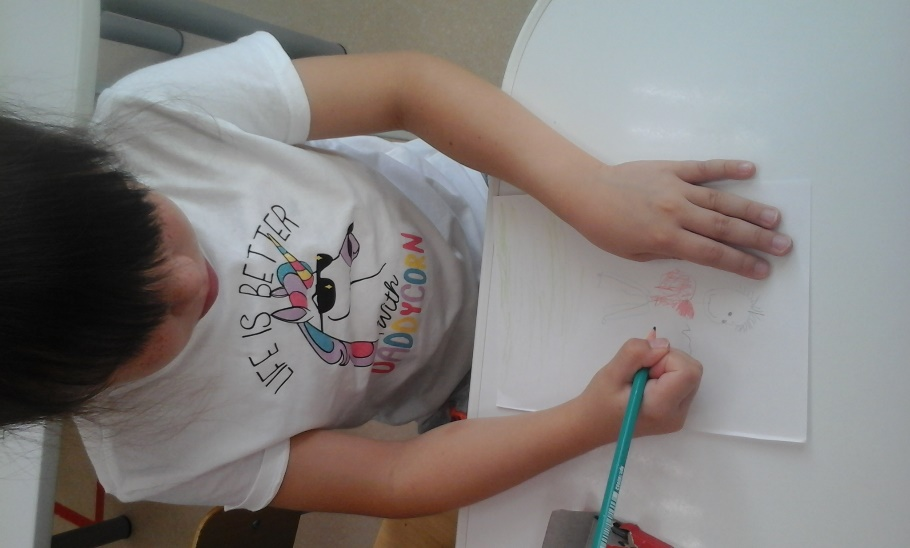 LIFE IS BETTER
with
DADDYCORN